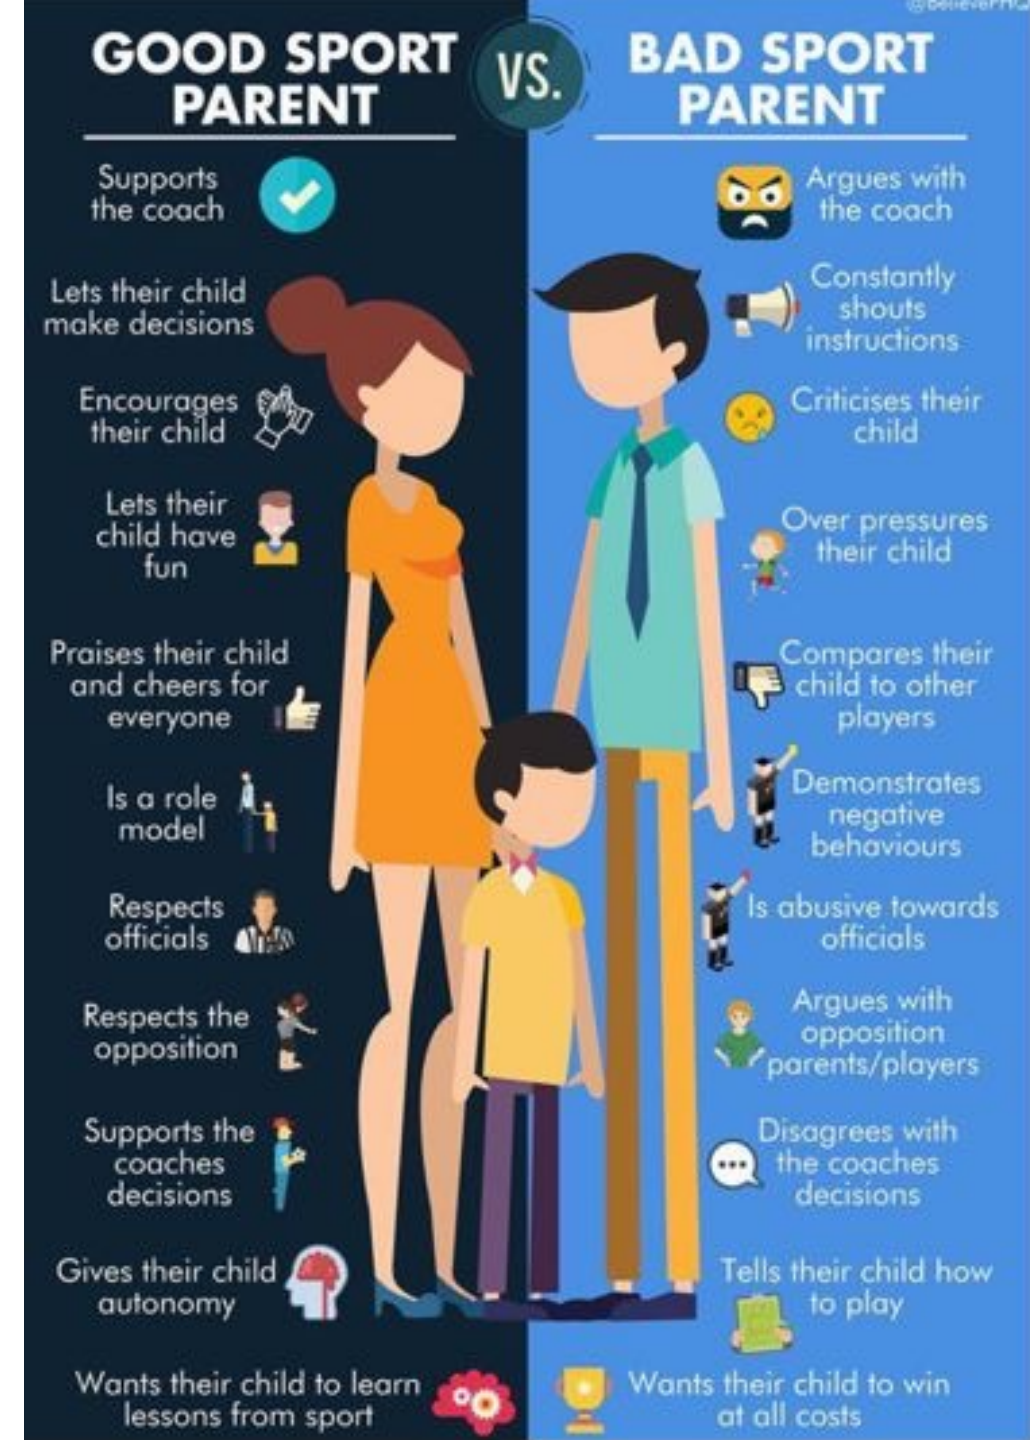 @BelievePHQ
GOOD SPORT
PARENT
VS.
BAD SPORT
PARENT
Supports
the coach
Lets their child
make decisions
Encourages
their child
Lets their
child have
fun
Praises their child
and cheers for
everyone
Is a role
model
Respects
officials
Respects the
opposition
Supports the
coaches
decisions
Gives their child
autonomy
Wants their child to learn
lessons from sport
Argues with
the coach
Constantly
shouts
instructions
Criticises their
child
Over pressures
their child
Compares their
child to other
players
Demonstrates
negative
behaviours
Is abusive towards
officials
Argues with
opposition
parents/players
Disagrees with
the coaches
decisions
Tells their child how
to play
Wants their child to win
at all costs